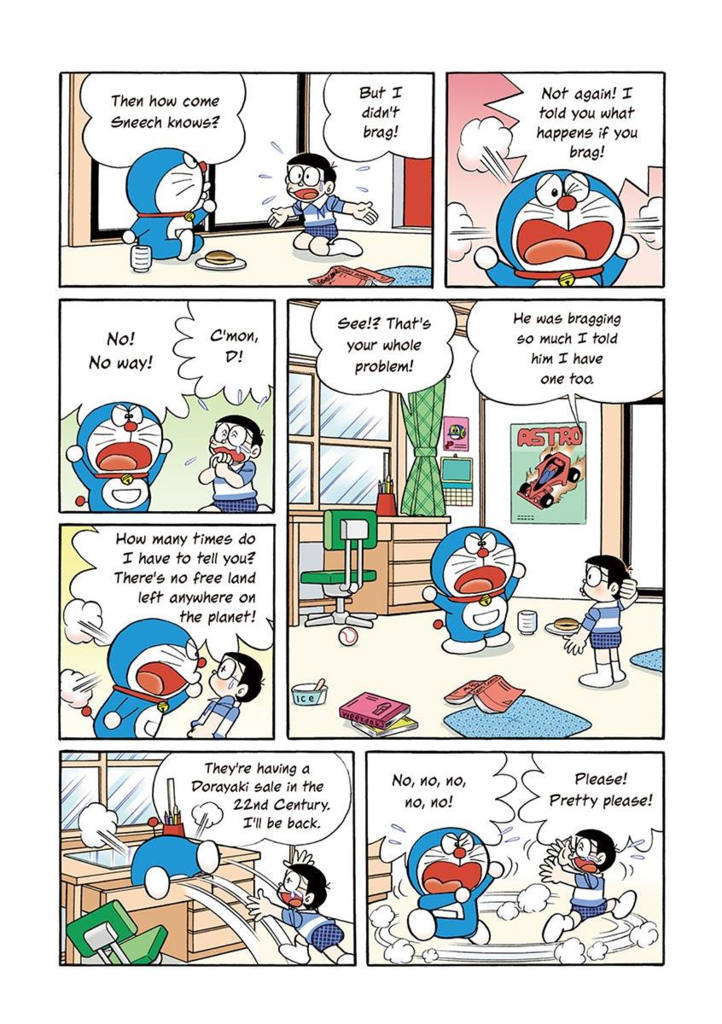 Not again! I
told you what
happens if you
brag!
But I
didn't
brag!
Then how come
Sneech knows?
He was bragging
so much I told
him I have
one too.
See!? That's
your whole
problem!
ASTRO
ICE
C'mon,
D!
No!
No way!
How many times do
I have to tell you?
There's no free land
left anywhere on
the planet!
Please!
Pretty please!
No, no, no,
no, no!
They're having a
Dorayaki sale in the
22nd Century.
I'll be back.